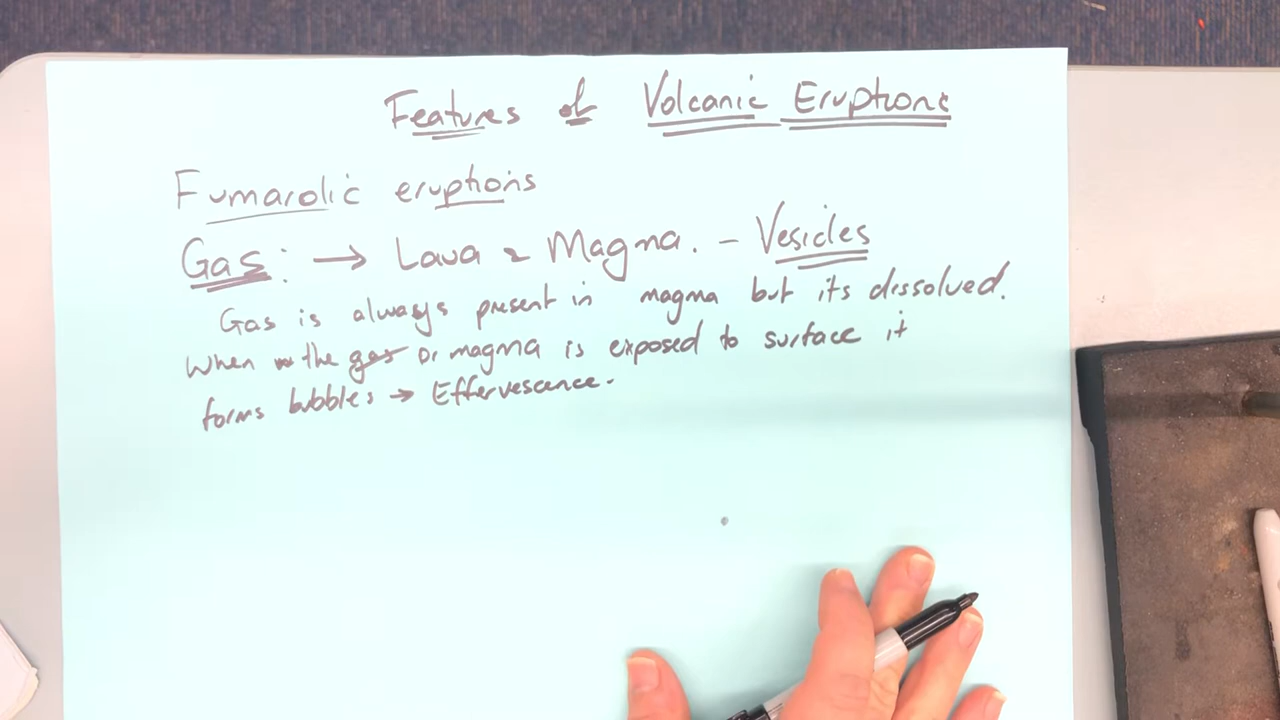 Features of Volcanic Eruptions
Fumarolic eruptions
Gas: → Lava & Magma. - Vesicles
Gas is always present in magma but its dissolved.
When the gas or magma is exposed to surface it
forms bubbles → Effervescence.